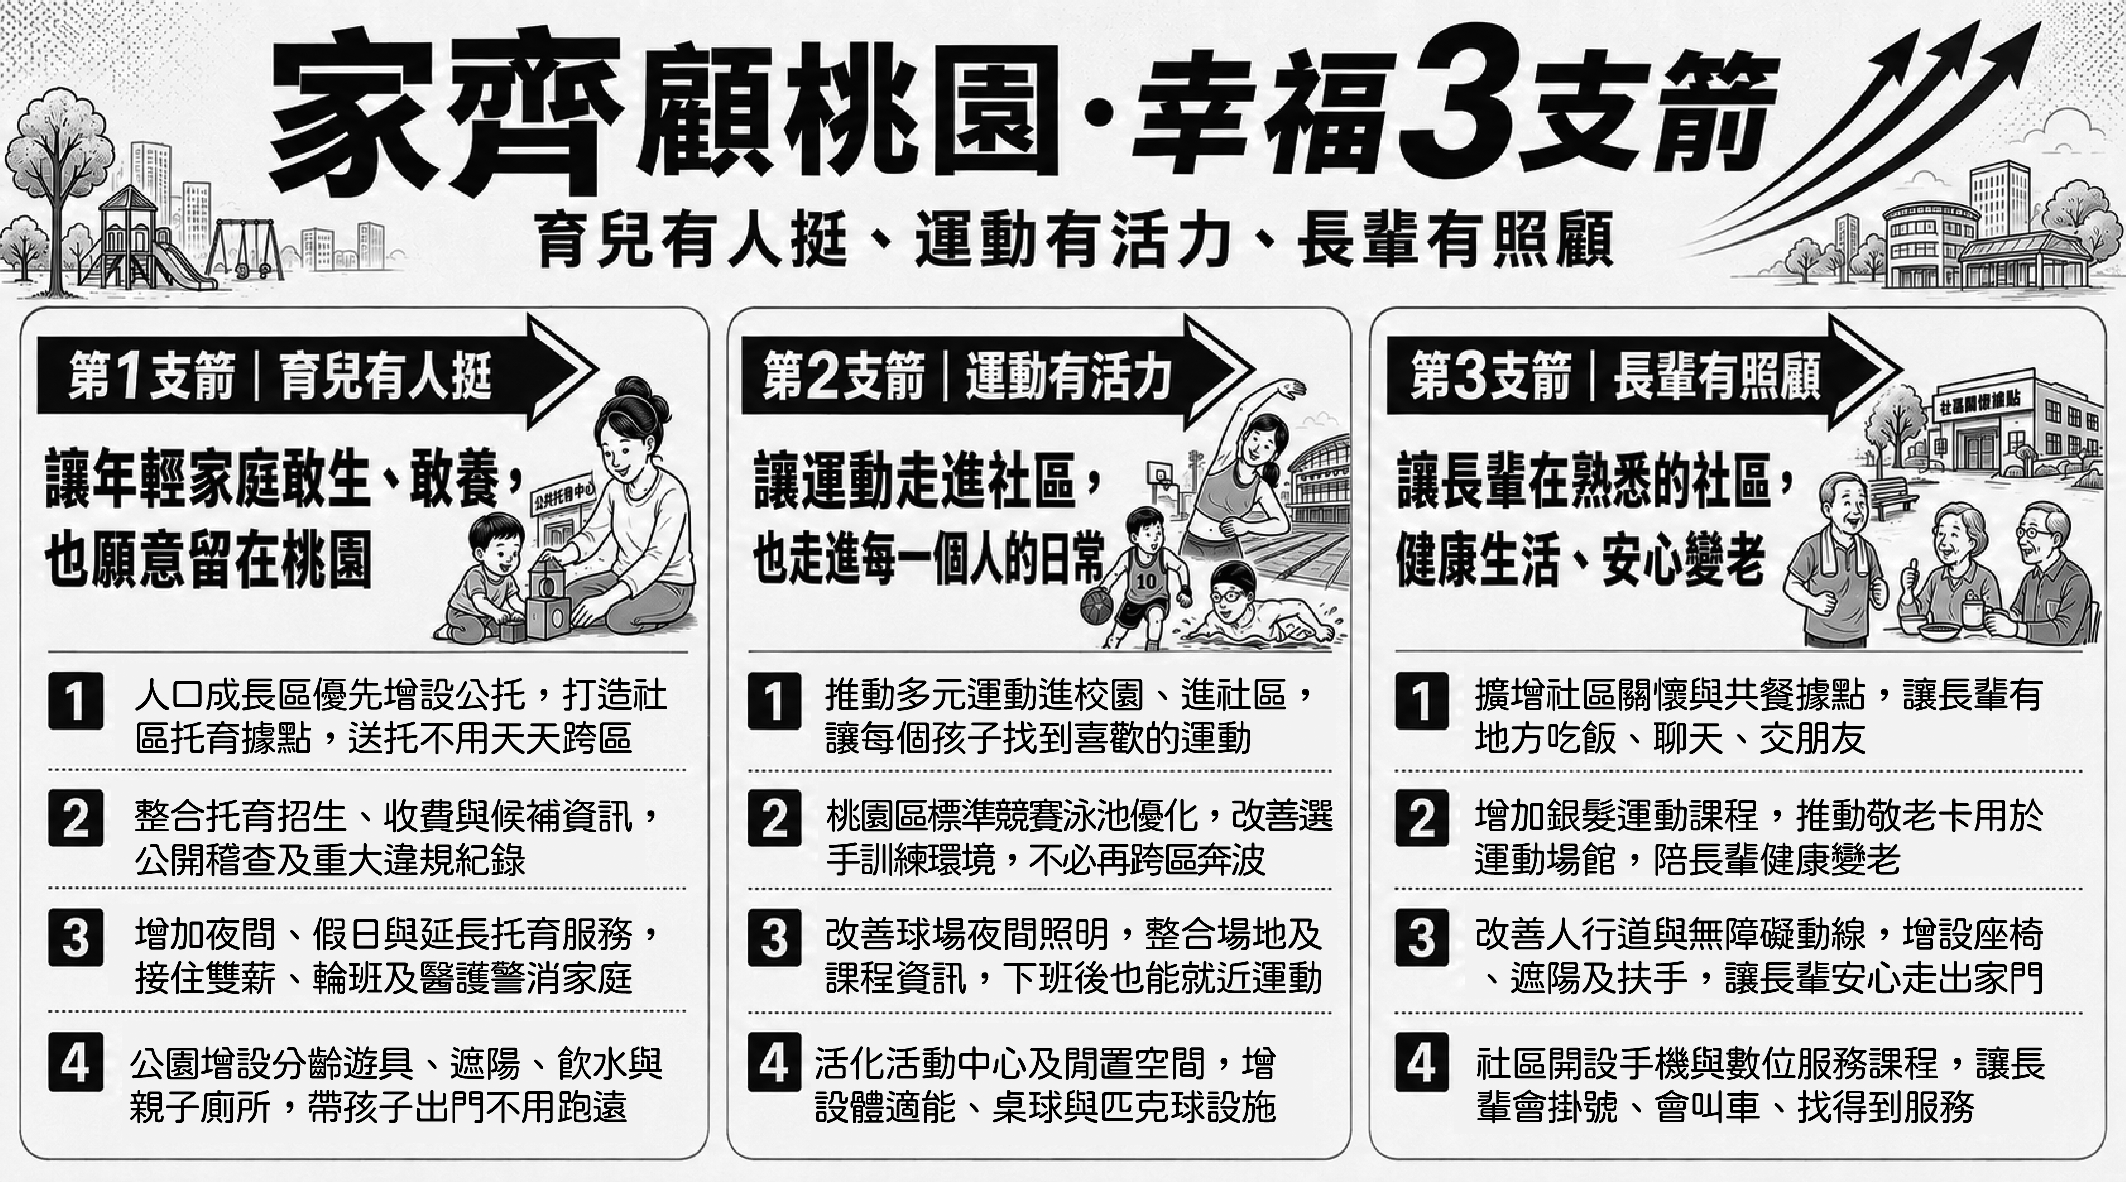 家齊顧桃園·幸福3支箭
育兒有人挺、運動有活力、長輩有照顧
第1支箭｜育兒有人挺
讓年輕家庭敢生、敢養，
也願意留在桃園
公共托育中心
1
人口成長區優先增設公托，打造社
區托育據點，送托不用天天跨區
2
整合托育招生、收費與候補資訊，
公開稽查及重大違規紀錄
3
增加夜間、假日與延長托育服務，
接住雙薪、輪班及醫護警消家庭
4
公園增設分齡遊具、遮陽、飲水與
親子廁所，帶孩子出門不用跑遠
第2支箭｜運動有活力
讓運動走進社區，
也走進每一個人的日常
10
1
推動多元運動進校園、進社區，
讓每個孩子找到喜歡的運動
2
桃園區標準競賽泳池優化，改善選
手訓練環境，不必再跨區奔波
3
改善球場夜間照明，整合場地及
課程資訊，下班後也能就近運動
4
活化活動中心及閒置空間，增
設體適能、桌球與匹克球設施
第3支箭｜長輩有照顧
讓長輩在熟悉的社區，
健康生活、安心變老
社區關懷據點
1
擴增社區關懷與共餐據點，讓長輩有
地方吃飯、聊天、交朋友
2
增加銀髮運動課程，推動敬老卡用於
運動場館，陪長輩健康變老
3
改善人行道與無障礙動線，增設座椅
、遮陽及扶手，讓長輩安心走出家門
4
社區開設手機與數位服務課程，讓長
輩會掛號、會叫車、找得到服務